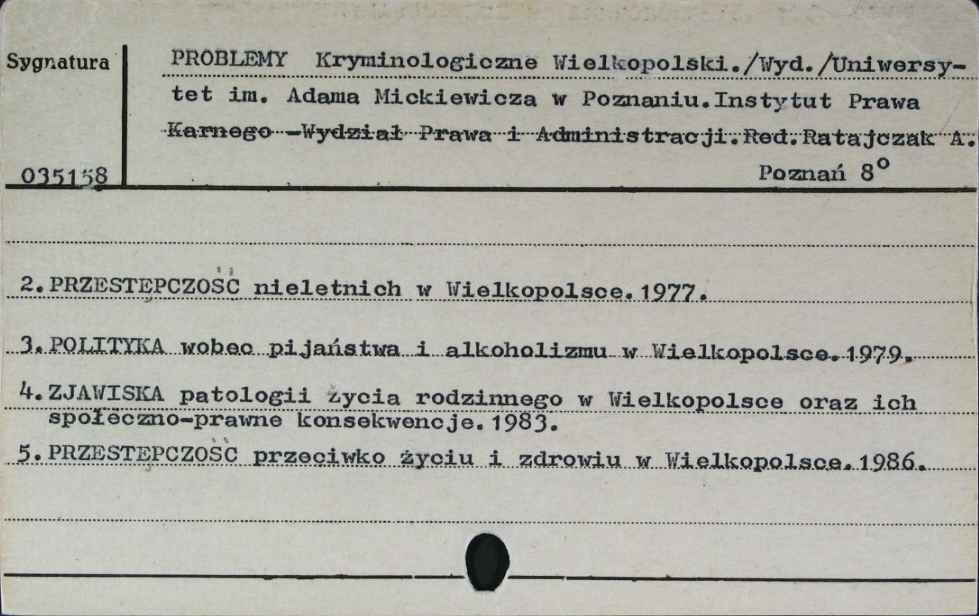 Sygnatura
PROBLEMY Kryminologiczne Wielkopolski./Wyd./Uniwersy-
tet im. Adama Mickiewicza w Poznaniu.Instytut Prawa
Karnego -Wydział Prawa i Administracji.Red.Ratajczak A.
035158
Poznań 8°
2.PRZESTĘPCZOŚĆ nieletnich w Wielkopolsce.1977.
3.POLITYKA wobec pijaństwa i alkoholizmu w Wielkopolsce.1979.
4.ZJAWISKA patologii życia rodzinnego w Wielkopolsce oraz ich
społeczno-prawne konsekwencje.1983.
5.PRZESTĘPCZOŚĆ przeciwko życiu i zdrowiu w Wielkopolsce.1986.